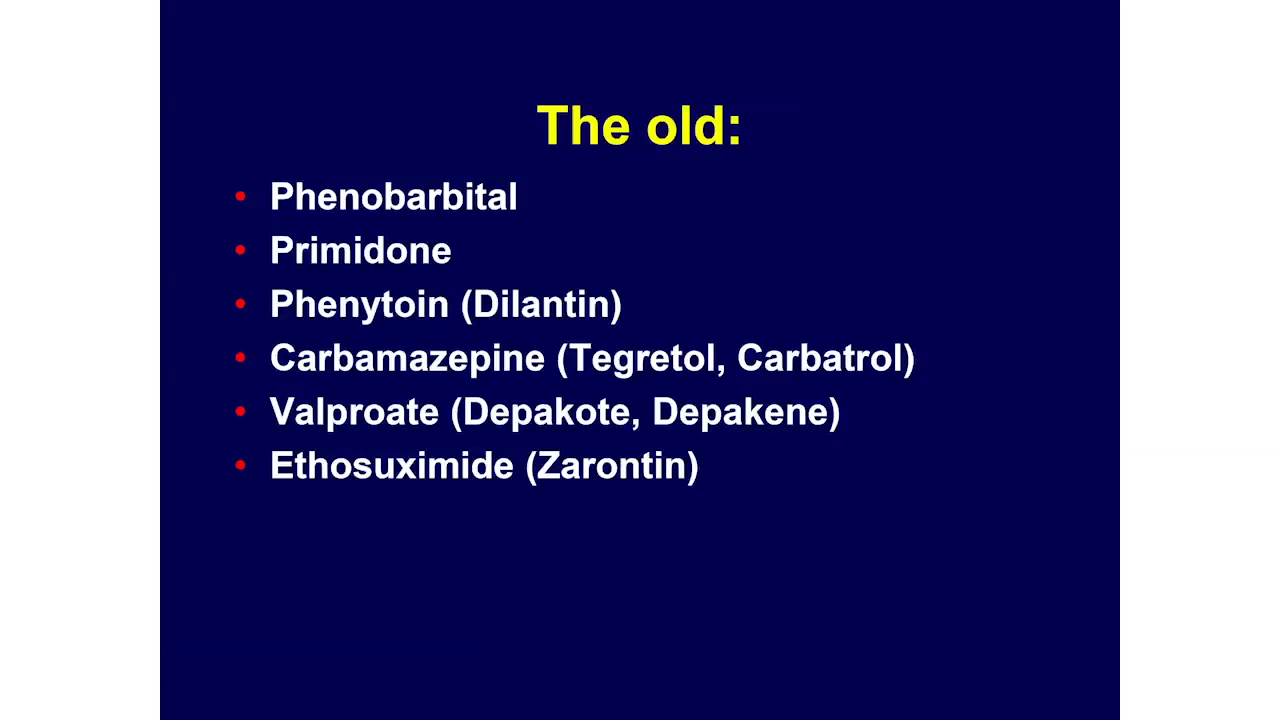 The old:
• Phenobarbital
• Primidone
• Phenytoin (Dilantin)
• Carbamazepine (Tegretol, Carbatrol)
• Valproate (Depakote, Depakene)
• Ethosuximide (Zarontin)